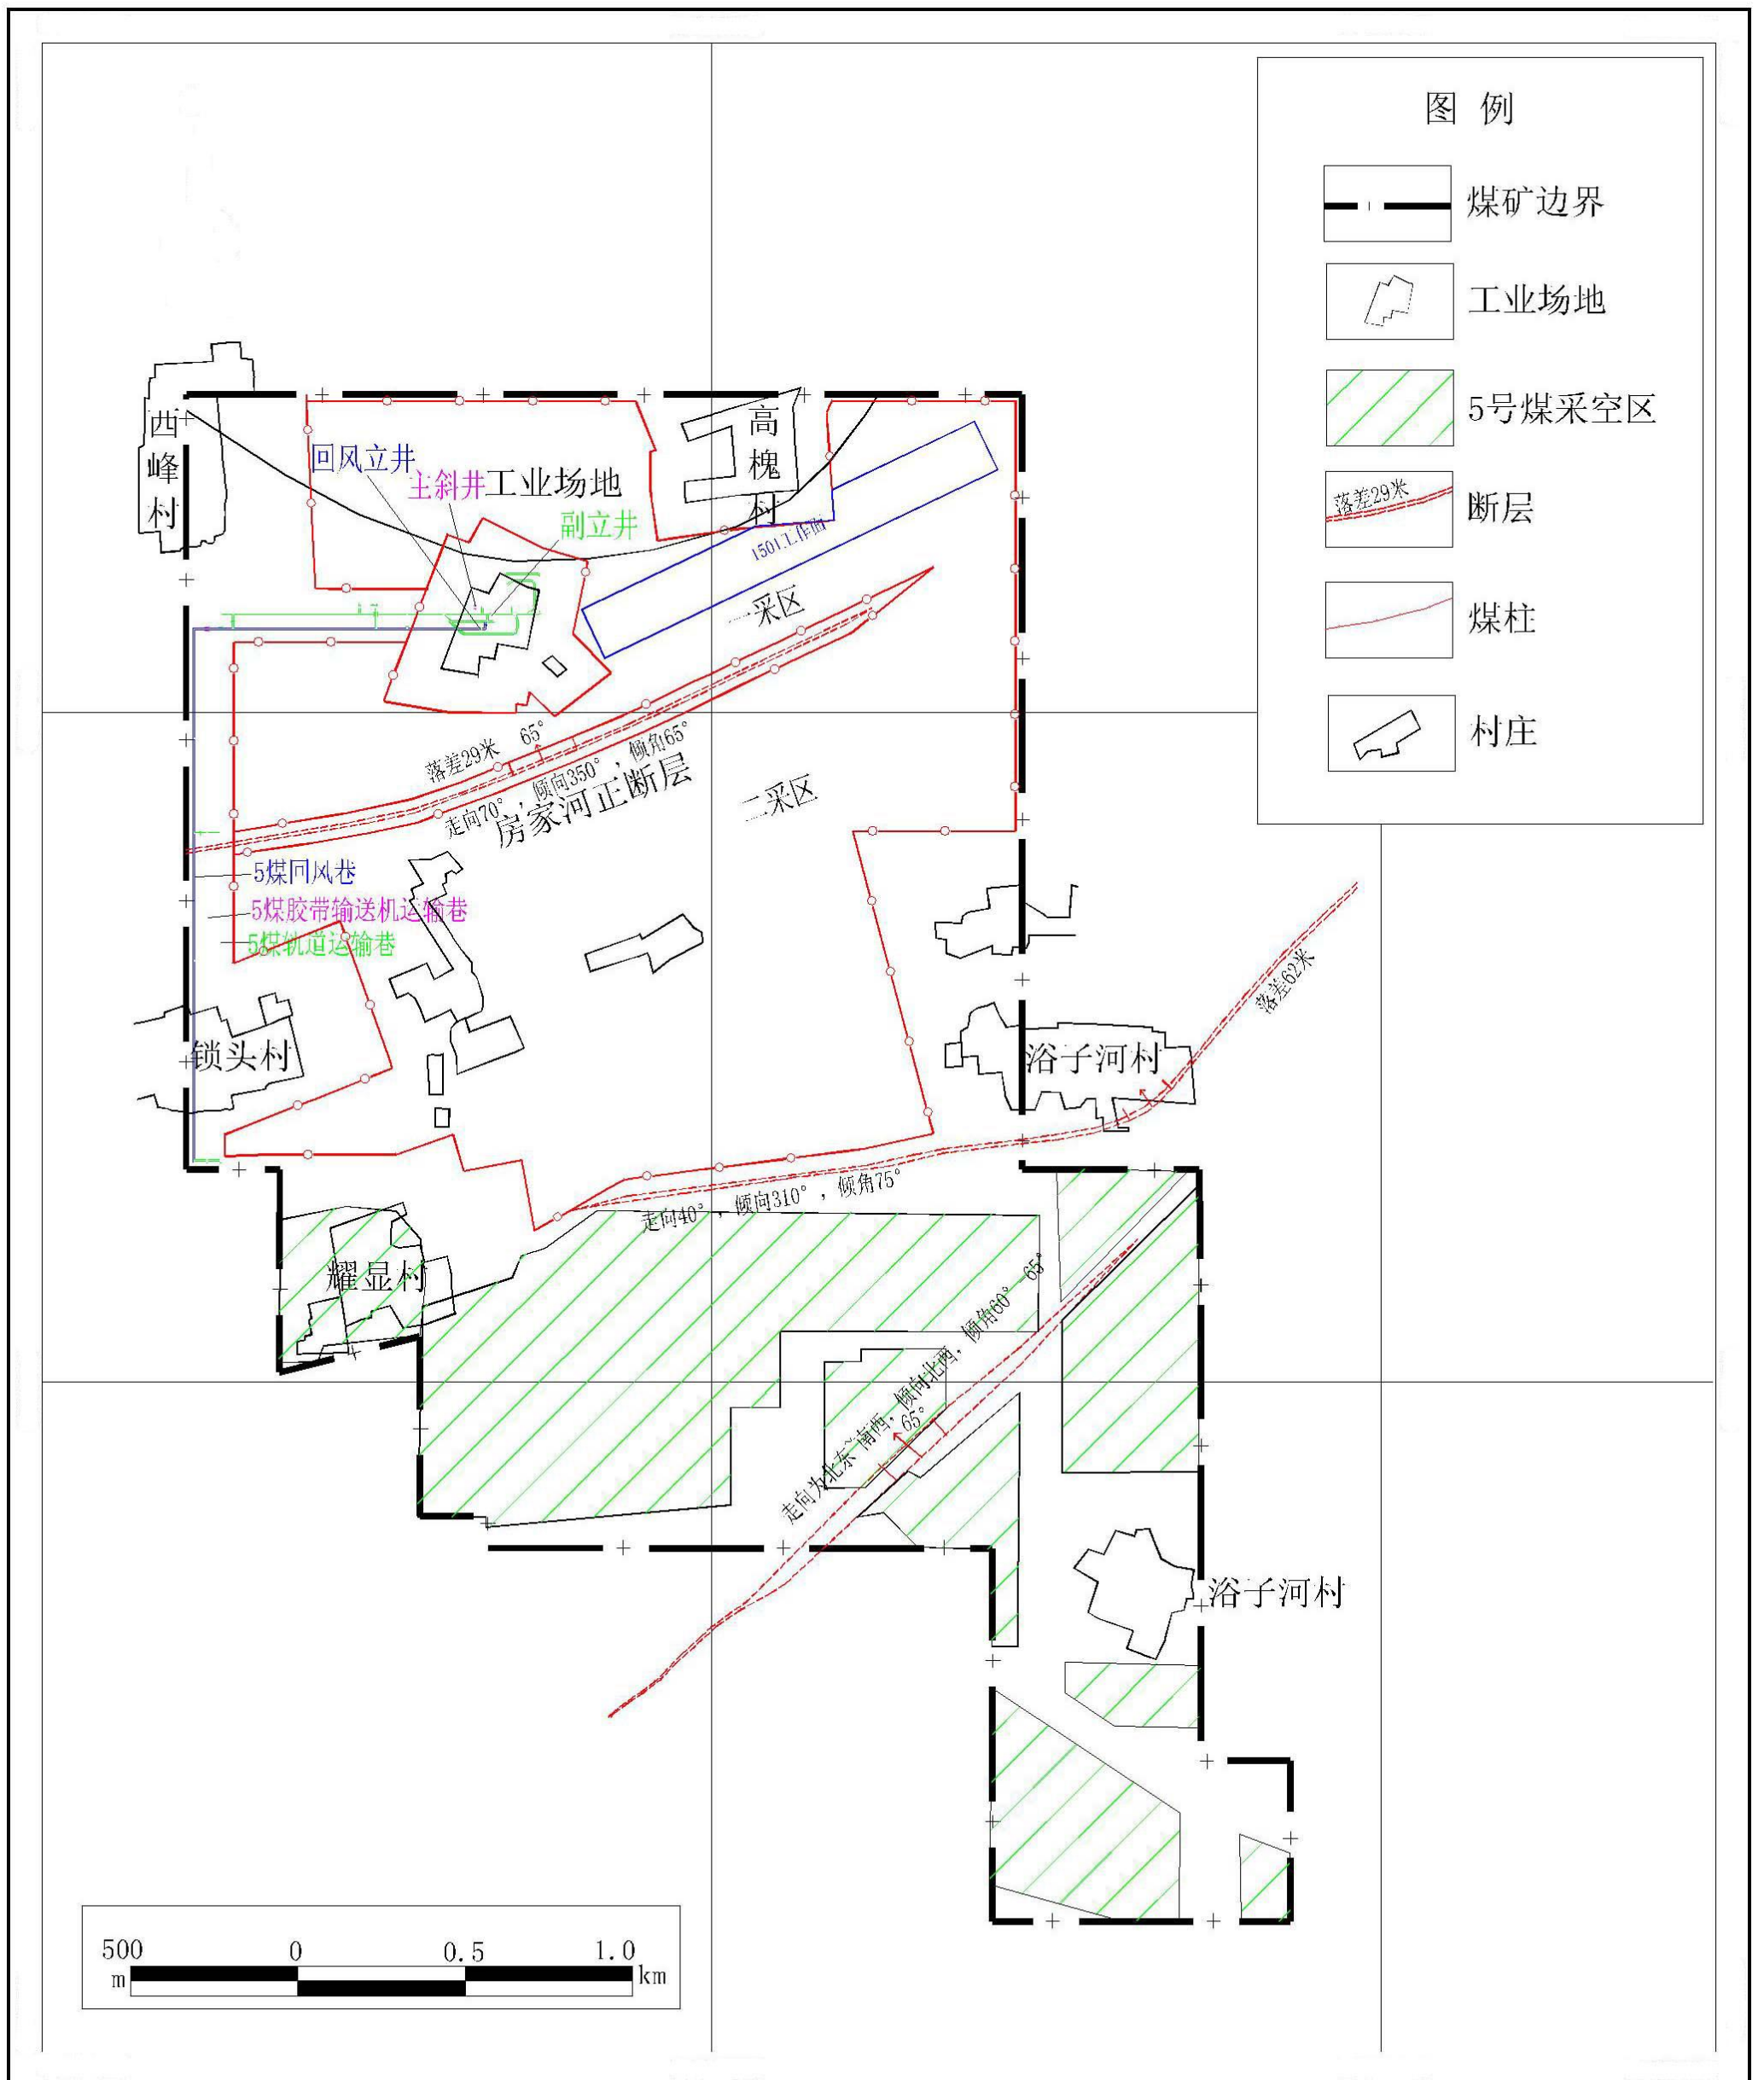 图 例
煤矿边界
工业场地
5号煤采空区
落差29米
断层
煤柱
村庄
西峰村
高槐村
回风立井
主斜井
工业场地
副立井
1501工作面
一采区
落差29米
65°
走向70°，倾向350°，倾角65°
房家河正断层
二采区
5煤回风巷
5煤胶带输送机运输巷
5煤轨道运输巷
落差62米
锁头村
浴子河村
走向40°，倾向310°，倾角75°
耀显村
走向为北东~南西，倾向北西，倾角60°-65°
65°
浴子河村
500 0 0.5 1.0
m km